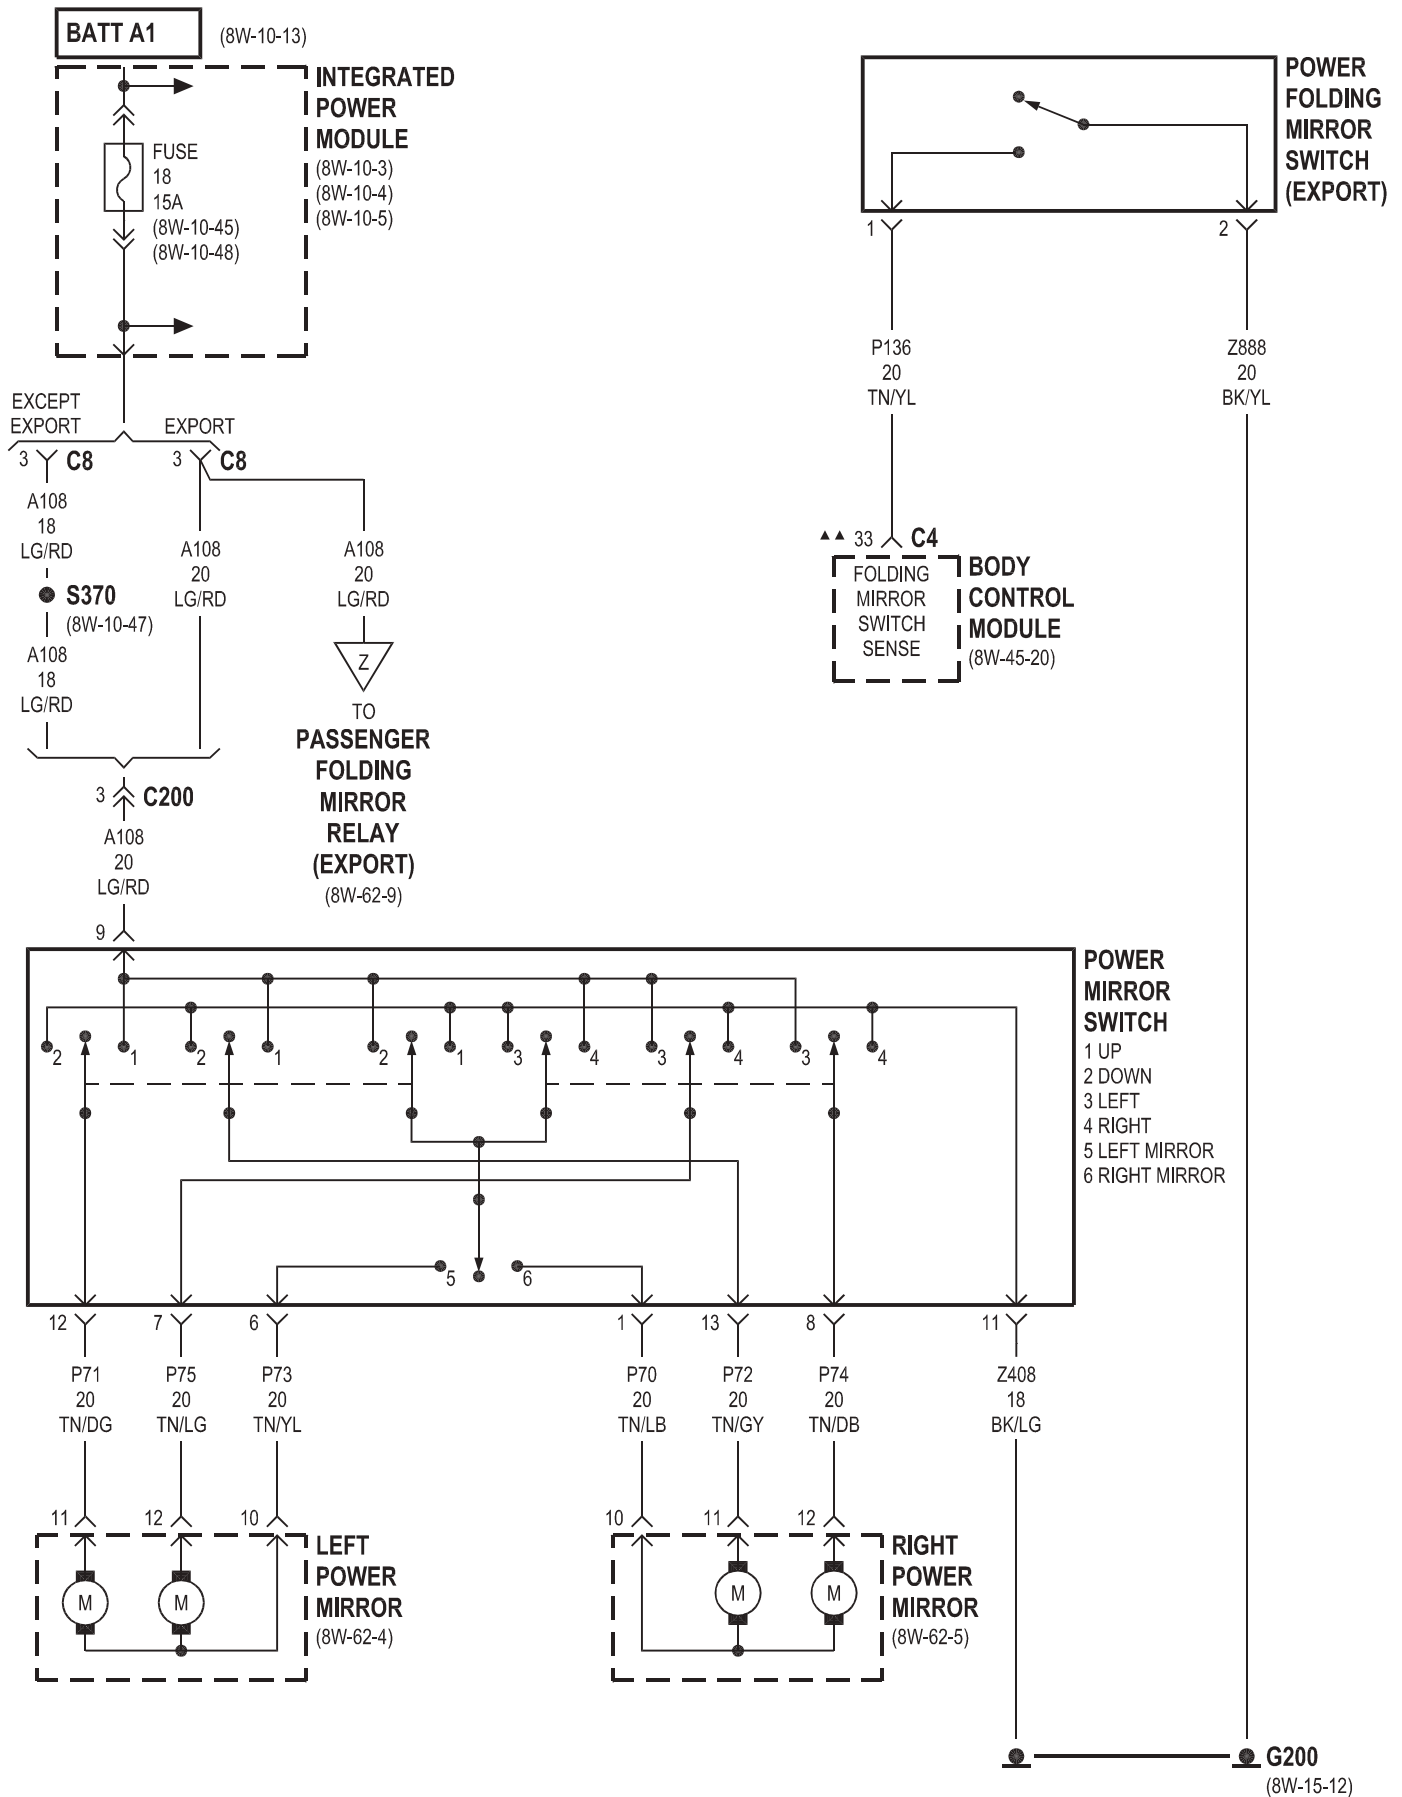 BATT A1
(8W-10-13)
INTEGRATED
POWER
MODULE
(8W-10-3)
(8W-10-4)
(8W-10-5)
FUSE
18
15A
(8W-10-45)
(8W-10-48)
POWER
FOLDING
MIRROR
SWITCH
(EXPORT)
1
2
P136
20
TN/YL
Z888
20
BK/YL
EXCEPT
EXPORT
EXPORT
3
C8
3
C8
A108
18
LG/RD
A108
20
LG/RD
A108
20
LG/RD
S370
(8W-10-47)
A108
18
LG/RD
Z
TO
PASSENGER
FOLDING
MIRROR
RELAY
(EXPORT)
(8W-62-9)
33
C4
FOLDING
MIRROR
SWITCH
SENSE
BODY
CONTROL
MODULE
(8W-45-20)
3
C200
A108
20
LG/RD
9
POWER
MIRROR
SWITCH
1 UP
2 DOWN
3 LEFT
4 RIGHT
5 LEFT MIRROR
6 RIGHT MIRROR
2 1 2 1 2 1 3 4 3 4 3 4
5 6
12 7 6 1 13 8 11
P71
20
TN/DG
P75
20
TN/LG
P73
20
TN/YL
P70
20
TN/LB
P72
20
TN/GY
P74
20
TN/DB
Z408
18
BK/LG
11 12 10
10 11 12
M M
LEFT
POWER
MIRROR
(8W-62-4)
M M
RIGHT
POWER
MIRROR
(8W-62-5)
G200
(8W-15-12)